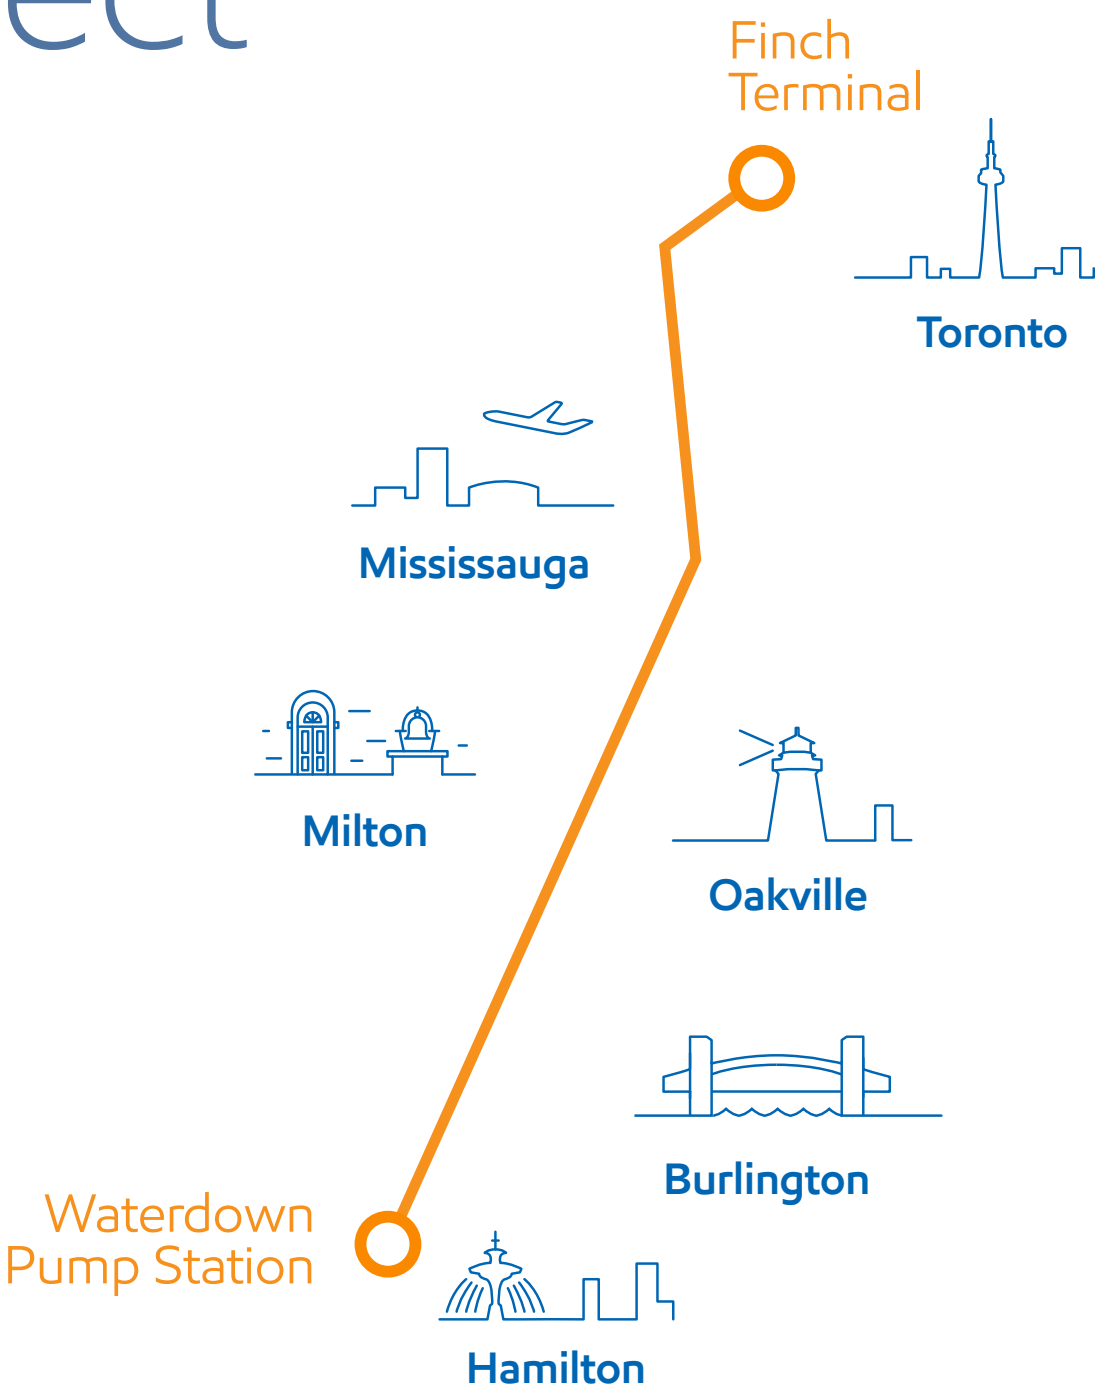 Finch
Terminal
Toronto
Mississauga
Milton
Oakville
Burlington
Waterdown
Pump Station
Hamilton